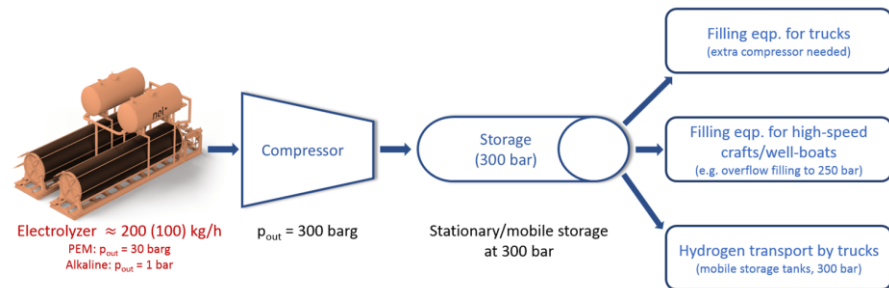 nel•
Electrolyzer ≈ 200 (100) kg/h
PEM: pout = 30 barg
Alkaline: pout = 1 bar
Compressor
pout = 300 barg
Storage
(300 bar)
Stationary/mobile storage
at 300 bar
Filling eqp. for trucks
(extra compressor needed)
Filling eqp. for high-speed
crafts/well-boats
(e.g. overflow filling to 250 bar)
Hydrogen transport by trucks
(mobile storage tanks, 300 bar)